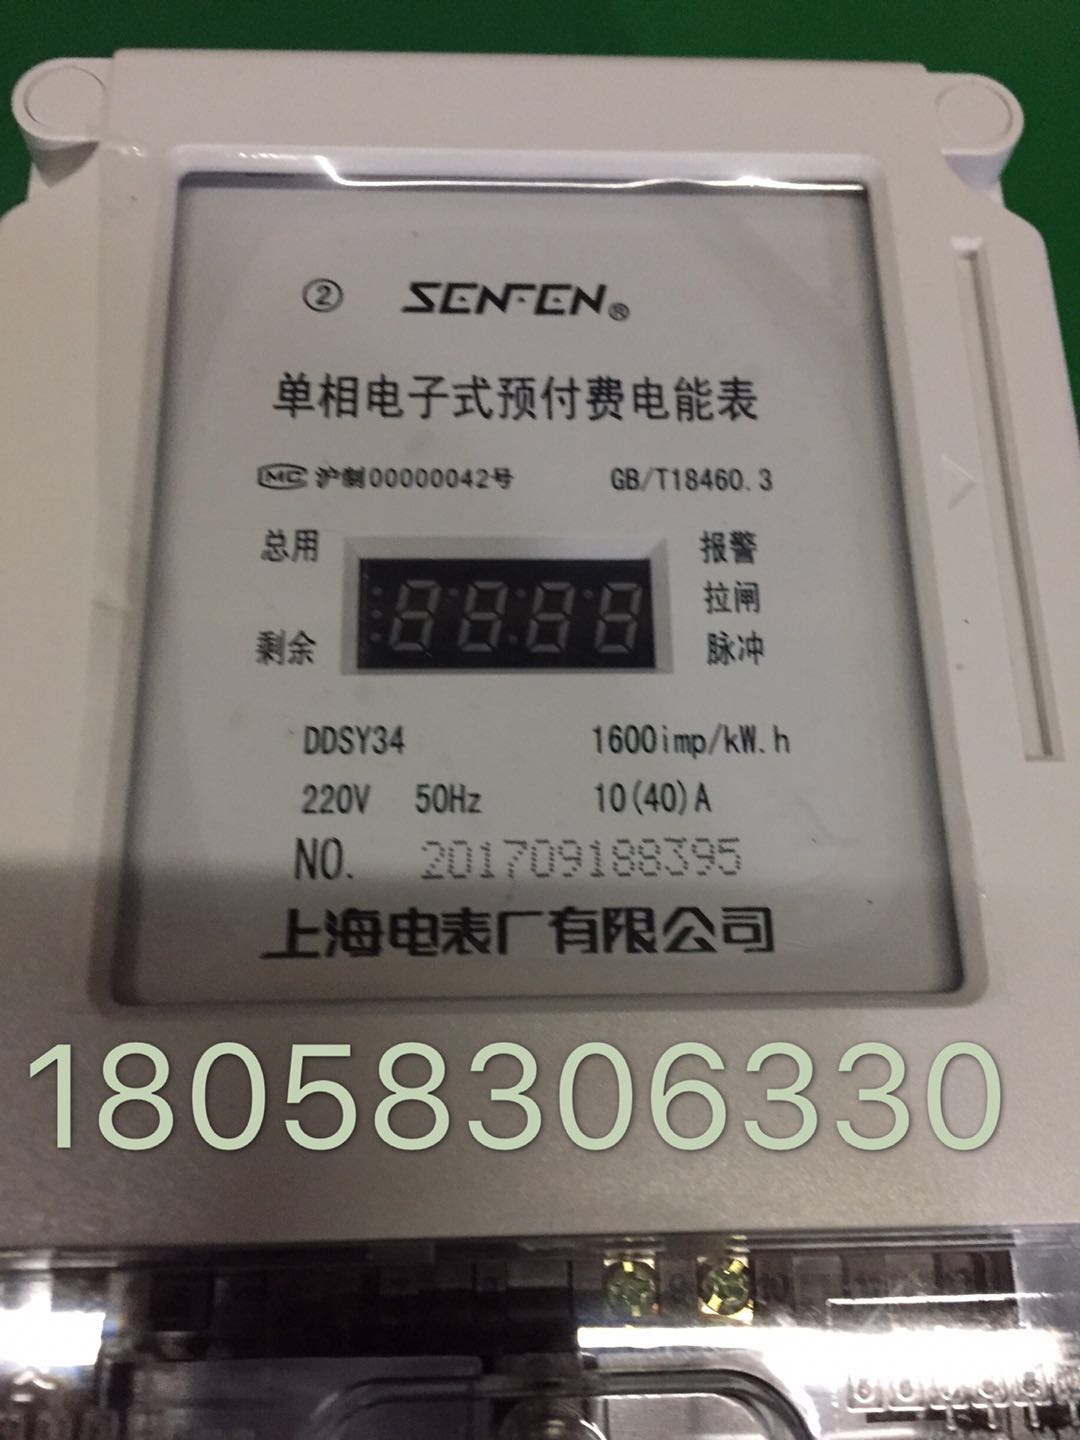 ② SENFEN®
单相电子式预付费电能表
MC 沪制00000042号 GB/T18460.3
总用 报警
拉闸
剩余 脉冲
DDSY34 1600imp/kW.h
220V 50Hz 10(40)A
NO. 201709188395
上海电表厂有限公司
18058306330